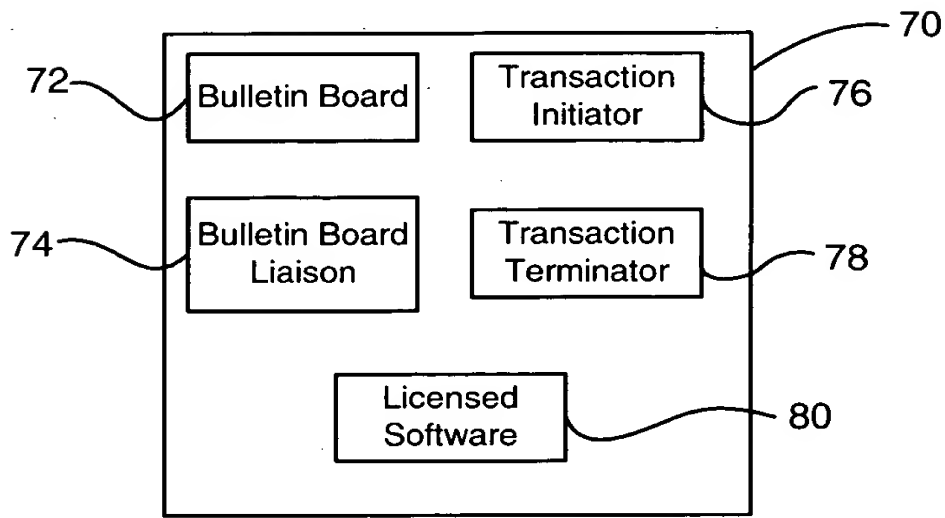 70
72
Bulletin Board
Transaction
Initiator
76
74
Bulletin Board
Liaison
Transaction
Terminator
78
Licensed
Software
80